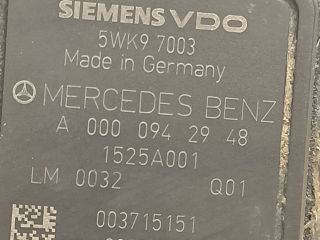 SIEMENS VDO
5WK9 7003
Made in Germany
MERCEDES BENZ
A 000 094 29 48
1525A001
LM 0032 Q01
003715151